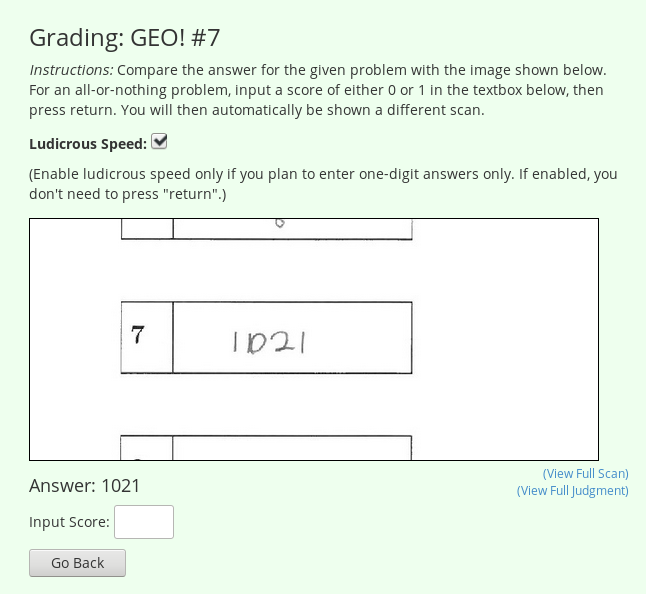 Grading: GEO! #7
Instructions: Compare the answer for the given problem with the image shown below.
For an all-or-nothing problem, input a score of either 0 or 1 in the textbox below, then
press return. You will then automatically be shown a different scan.
Ludicrous Speed:
(Enable ludicrous speed only if you plan to enter one-digit answers only. If enabled, you
don't need to press "return".)
7 1021
Answer: 1021
(View Full Scan)
(View Full Judgment)
Input Score:
Go Back